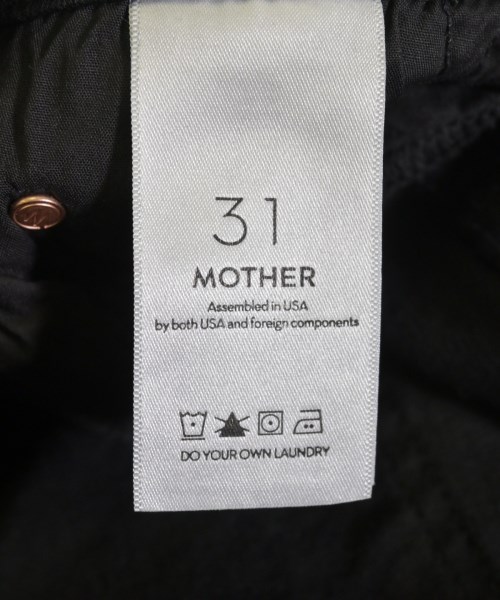 31
MOTHER
Assembled in USA
by both USA and foreign components
DO YOUR OWN LAUNDRY